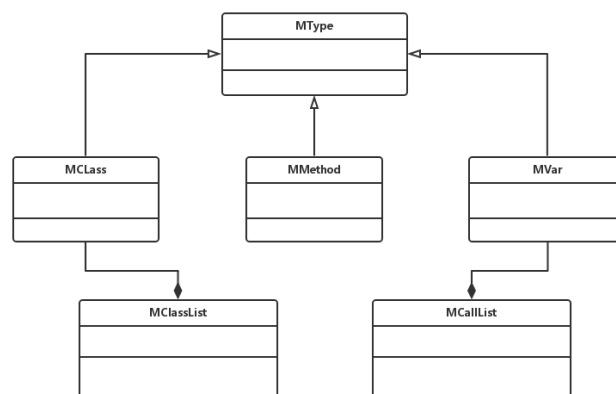 MType
MCLass
MMethod
MVar
MClassList
MCallList